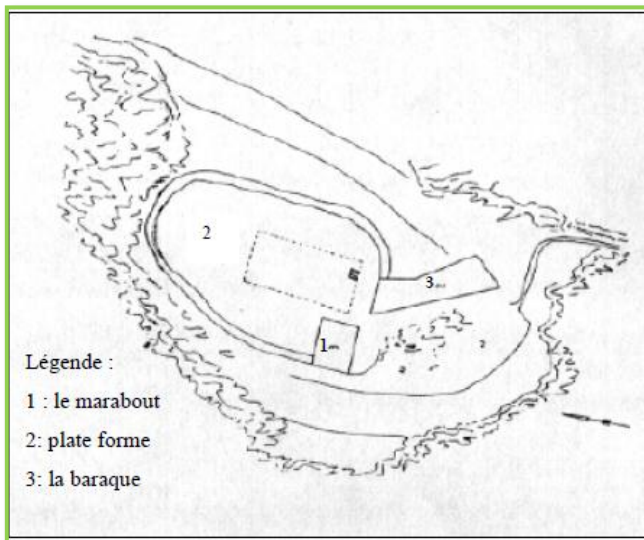 2
3
1
Légende :
1 : le marabout
2: plate forme
3: la baraque